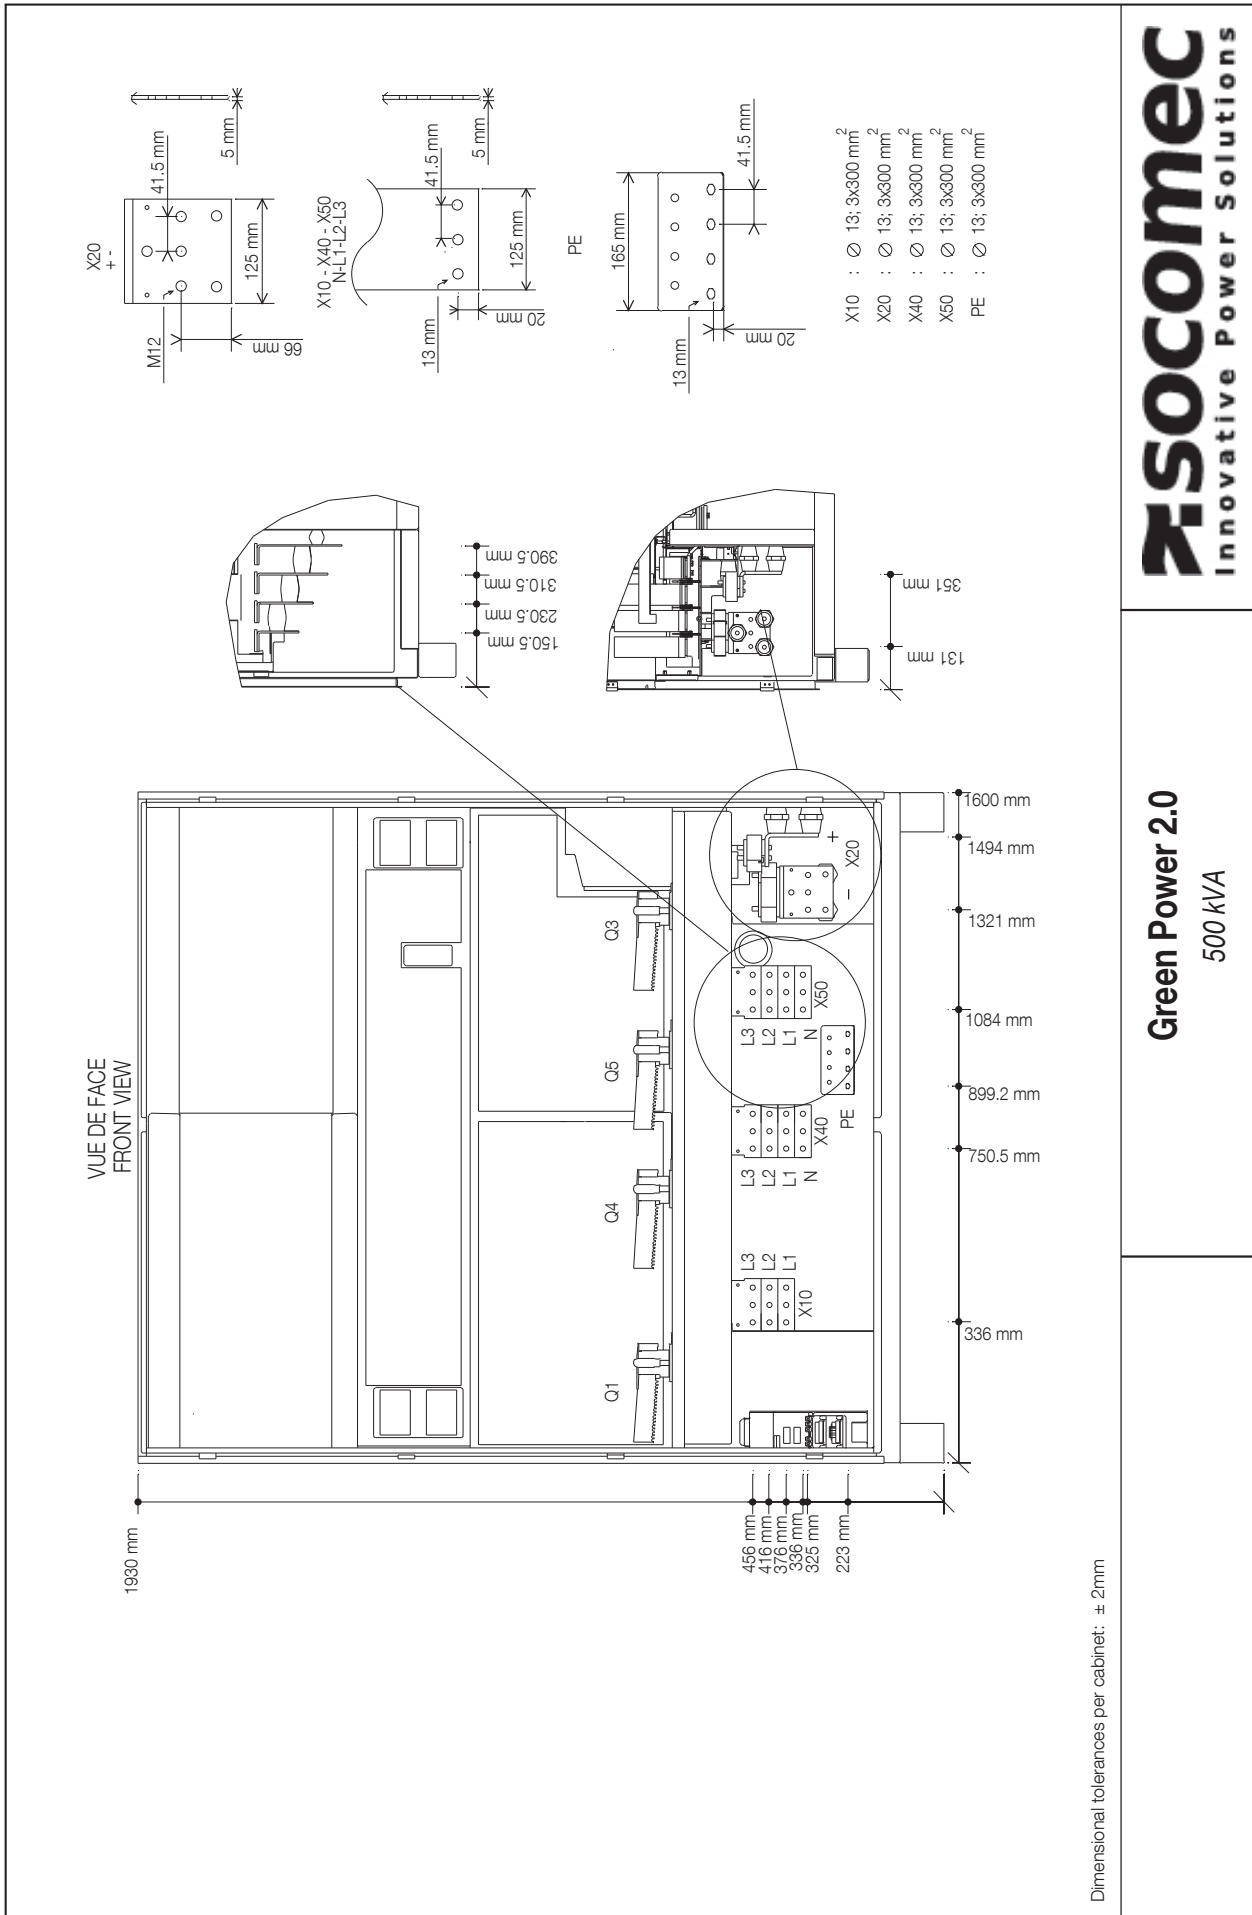 VUE DE FACE
FRONT VIEW
1930 mm
456 mm
416 mm
376 mm
336 mm
325 mm
223 mm
Q1
Q4
Q5
Q3
L3
L2
L1
X10
L3
L2
L1
N
X40
PE
L3
L2
L1
N
X50
- +
X20
336 mm
750.5 mm
899.2 mm
1084 mm
1321 mm
1494 mm
1600 mm
150.5 mm
230.5 mm
310.5 mm
390.5 mm
131 mm
351 mm
X20
+ -
M12
41.5 mm
5 mm
66 mm
125 mm
X10 - X40 - X50
N-L1-L2-L3
13 mm
41.5 mm
5 mm
20 mm
125 mm
PE
165 mm
13 mm
41.5 mm
20 mm
X10 : Ø 13; 3x300 mm²
X20 : Ø 13; 3x300 mm²
X40 : Ø 13; 3x300 mm²
X50 : Ø 13; 3x300 mm²
PE : Ø 13; 3x300 mm²
Dimensional tolerances per cabinet: ± 2mm
Green Power 2.0
500 kVA
socomec
Innovative Power Solutions